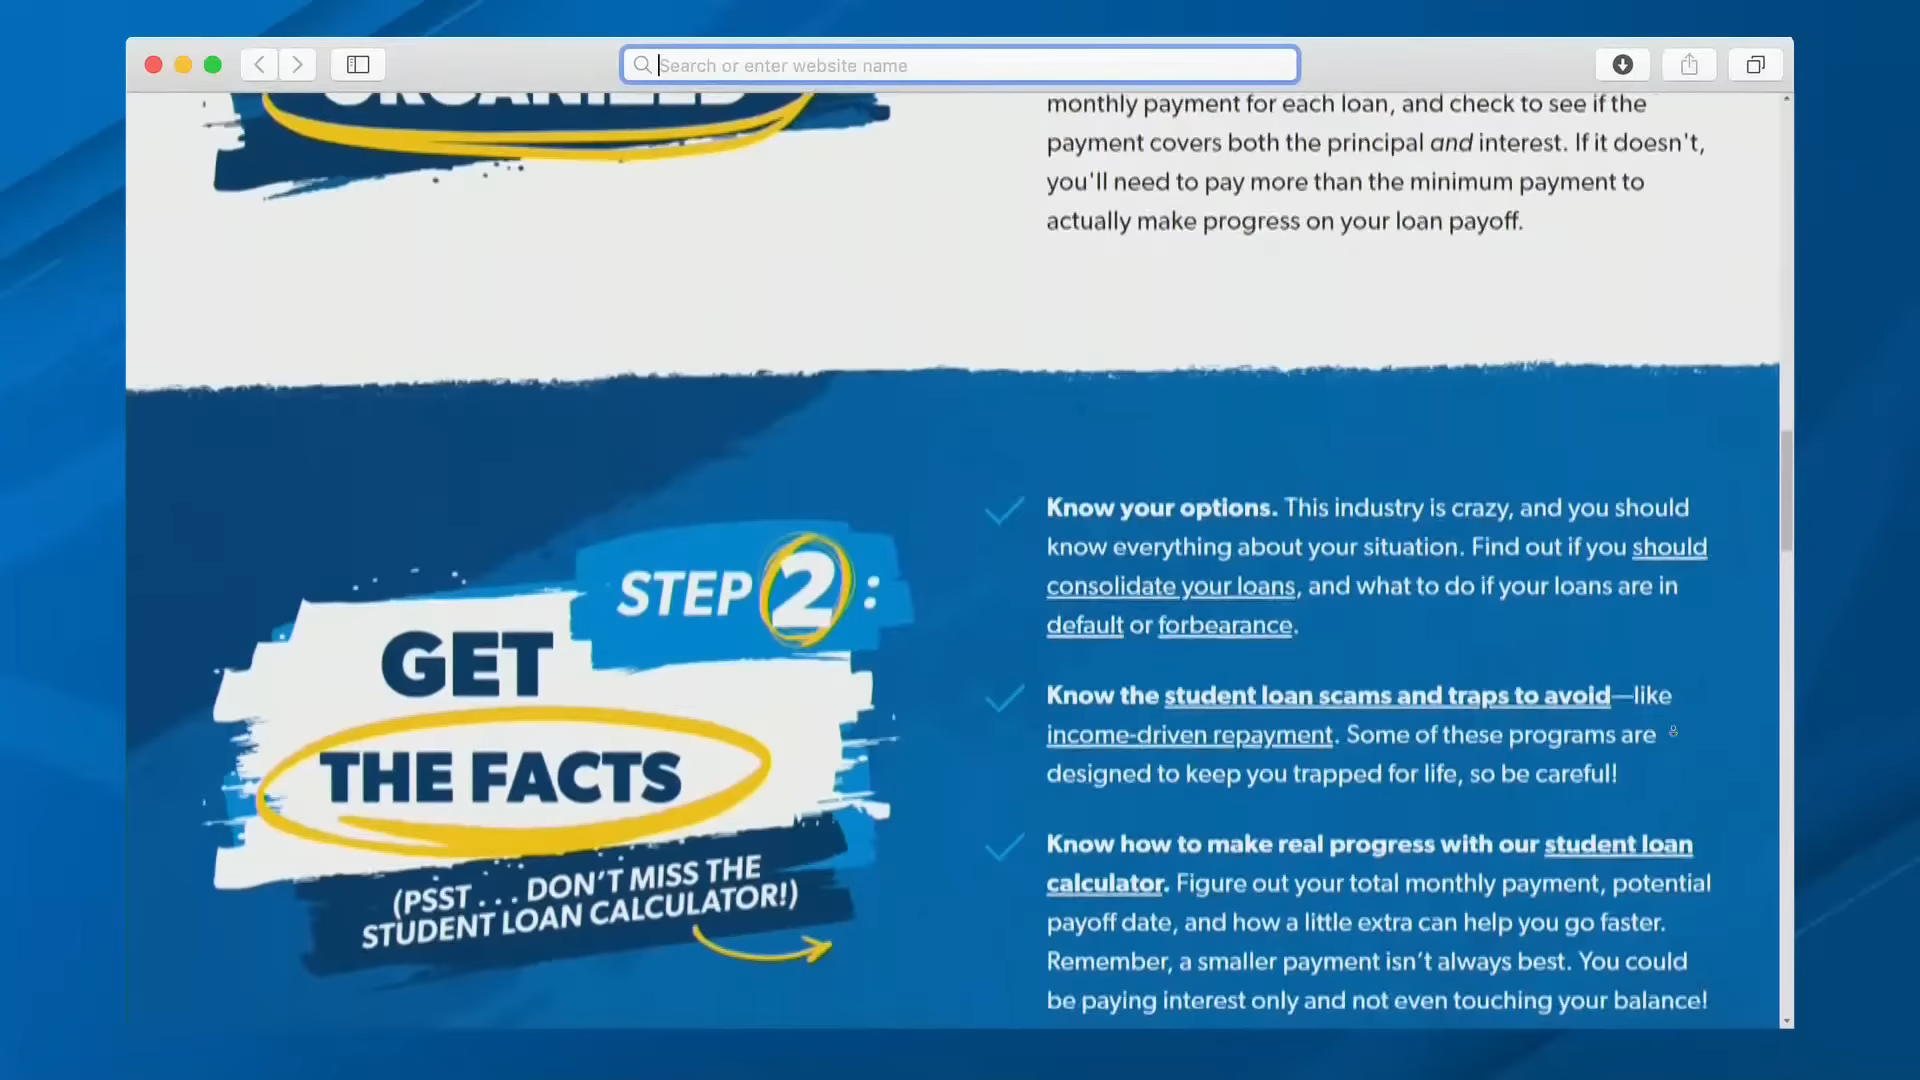 Search or enter website name
ORGANIZED
monthly payment for each loan, and check to see if the
payment covers both the principal and interest. If it doesn't,
you'll need to pay more than the minimum payment to
actually make progress on your loan payoff.
STEP 2:
GET
THE FACTS
(PSST . . . DON'T MISS THE
STUDENT LOAN CALCULATOR!)
Know your options. This industry is crazy, and you should
know everything about your situation. Find out if you should
consolidate your loans, and what to do if your loans are in
default or forbearance.
Know the student loan scams and traps to avoid—like
income-driven repayment. Some of these programs are
designed to keep you trapped for life, so be careful!
Know how to make real progress with our student loan
calculator. Figure out your total monthly payment, potential
payoff date, and how a little extra can help you go faster.
Remember, a smaller payment isn’t always best. You could
be paying interest only and not even touching your balance!